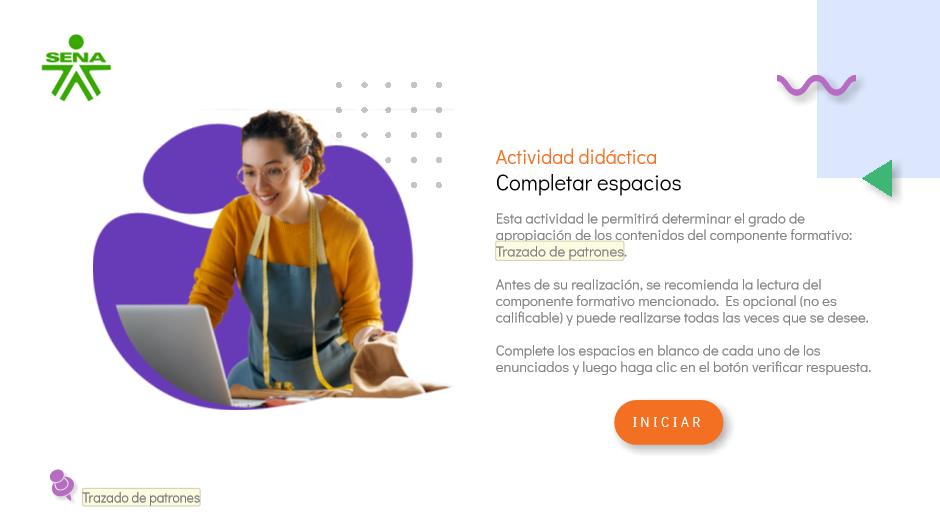 SENA
Actividad didáctica
Completar espacios
Esta actividad le permitirá determinar el grado de
apropiación de los contenidos del componente formativo:
Trazado de patrones.
Antes de su realización, se recomienda la lectura del
componente formativo mencionado. Es opcional (no es
calificable) y puede realizarse todas las veces que se desee.
Complete los espacios en blanco de cada uno de los
enunciados y luego haga clic en el botón verificar respuesta.
INICIAR
Trazado de patrones